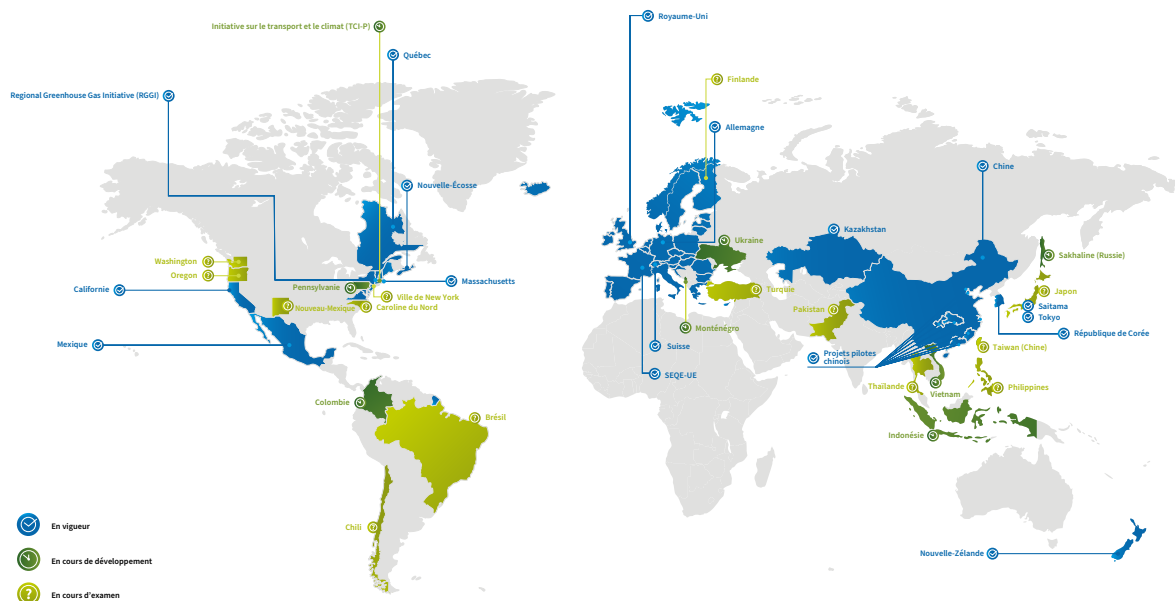 Initiative sur le transport et le climat (TCI-P)
Québec
Regional Greenhouse Gas Initiative (RGGI)
Nouvelle-Écosse
Washington
Oregon
Californie
Pennsylvanie
Massachusetts
Ville de New York
Nouveau-Mexique
Caroline du Nord
Mexique
Colombie
Brésil
Chili
Royaume-Uni
Finlande
Allemagne
Chine
Kazakhstan
Ukraine
Sakhaline (Russie)
Turquie
Japon
Pakistan
Saitama
Tokyo
Monténégro
République de Corée
Suisse
Taiwan (Chine)
Projets pilotes
chinois
SEQE-UE
Thaïlande
Vietnam
Philippines
Indonésie
Nouvelle-Zélande
En vigueur
En cours de développement
En cours d'examen